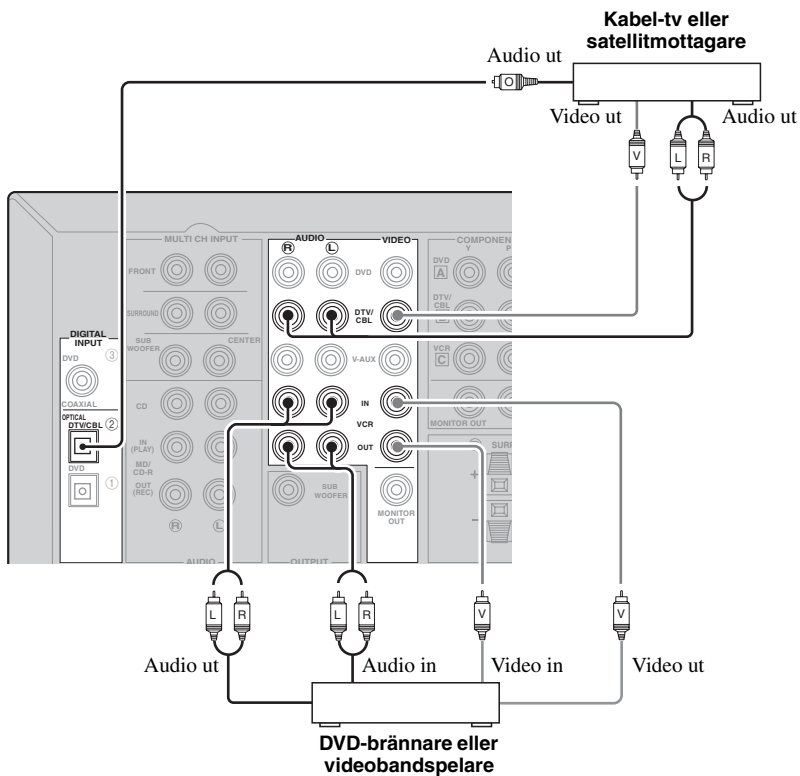 Kabel-tv eller
satellitmottagare
Audio ut
O
Video ut
Audio ut
V
L
R
MULTI CH INPUT
AUDIO
VIDEO
COMPONEN
R
L
Y
P
FRONT
DVD
DVD
A
SURROUND
DTV/
CBL
DTV/
CBL
DIGITAL
INPUT
SUB
WOOFER
CENTER
V-AUX
VCR
C
DVD
3
COAXIAL
CD
IN
MONITOR OUT
OPTICAL
DTV/CBL
2
VCR
IN
(PLAY)
OUT
SURR
MD/
CD-R
DVD
1
OUT
(REC)
SUB
WOOFER
+
MONITOR
OUT
–
R
L
AUDIO
OUTPUT
L
R
L
R
V
V
Audio ut
Audio in
Video in
Video ut
DVD-brännare eller
videobandspelare